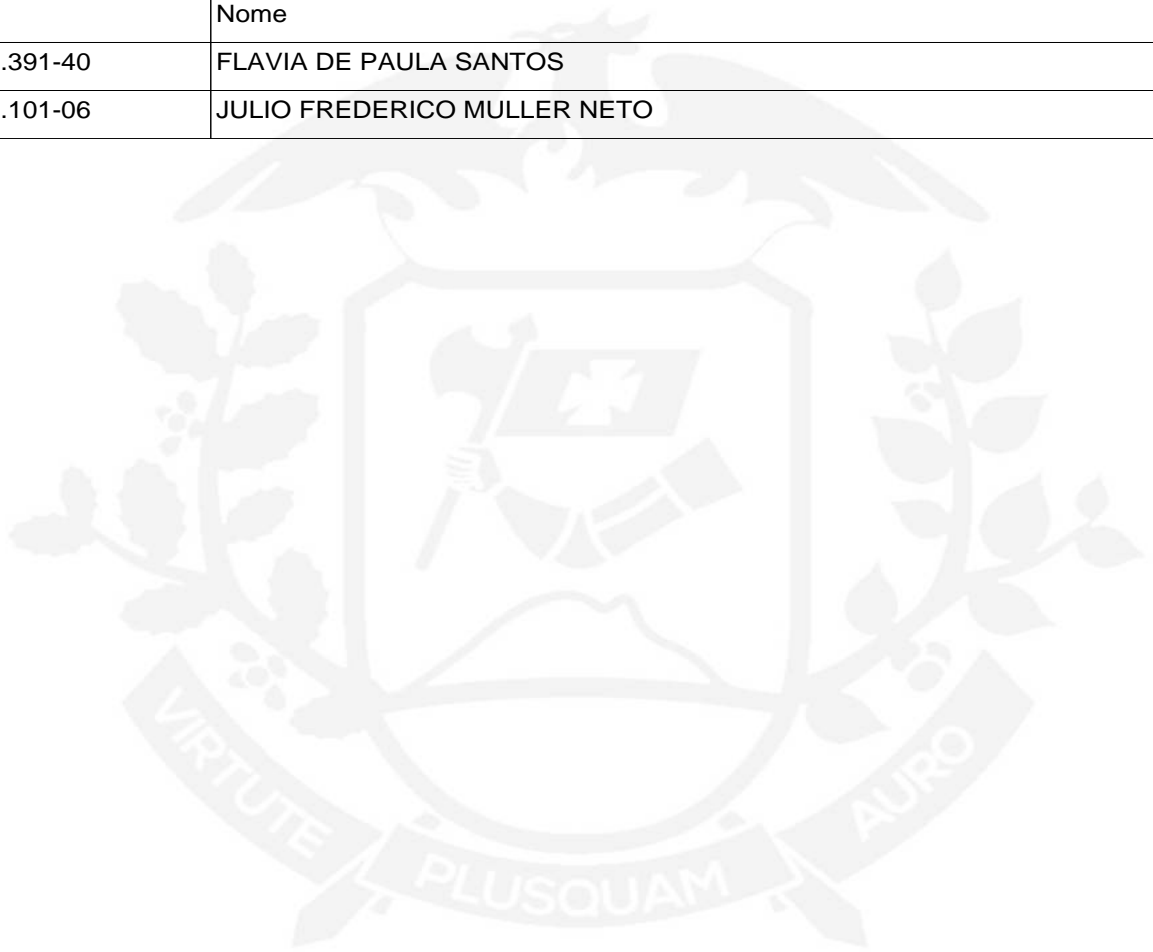 Nome
.391-40 FLAVIA DE PAULA SANTOS
.101-06 JULIO FREDERICO MULLER NETO
VIRTUTE PLUSQUAM AURO